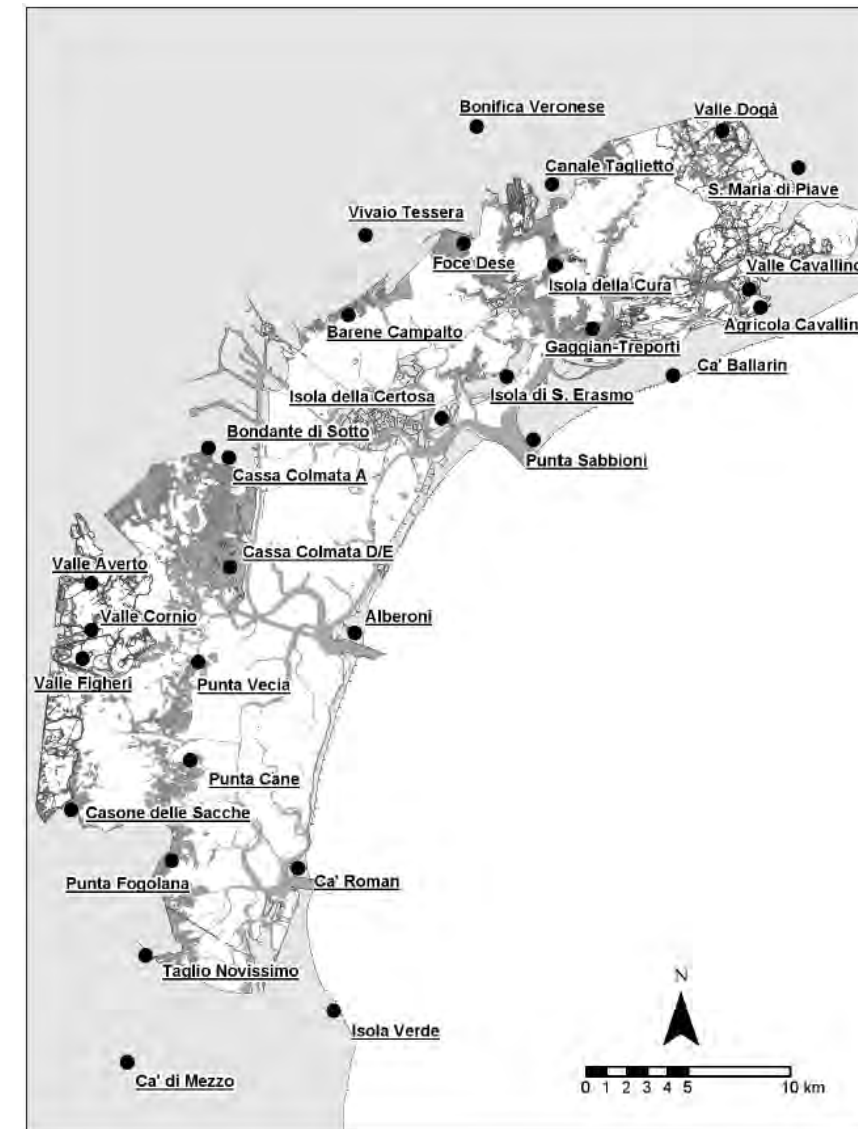 Bonifica Veronese
Valle Dogà
Canale Taglietto
S. Maria di Piave
Vivaio Tessera
Foce Dese
Valle Cavallino
Isola della Cura
Barene Campalto
Agricola Cavallin
Gaggian-Treporti
Ca' Ballarin
Isola della Certosa
Isola di S. Erasmo
Bondante di Sotto
Punta Sabbioni
Cassa Colmata A
Cassa Colmata D/E
Valle Averto
Valle Cornio
Alberoni
Valle Figheri
Punta Vecia
Punta Cane
Casone delle Sacche
Punta Fogolana
Ca' Roman
Taglio Novissimo
N
Isola Verde
Ca' di Mezzo
0 1 2 3 4 5 10 km